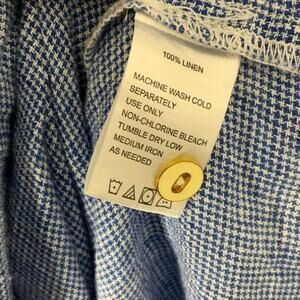 100% LINEN
MACHINE WASH COLD
SEPARATELY
USE ONLY
NON-CHLORINE BLEACH
TUMBLE DRY LOW
MEDIUM IRON
AS NEEDED